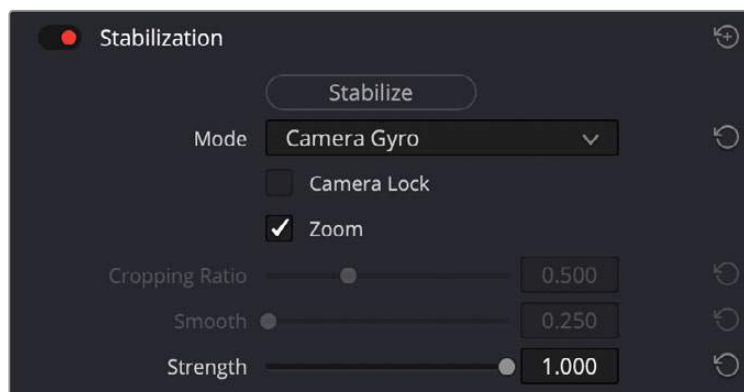 Stabilization
Stabilize
Mode Camera Gyro
Camera Lock
Zoom
Cropping Ratio 0.500
Smooth 0.250
Strength 1.000